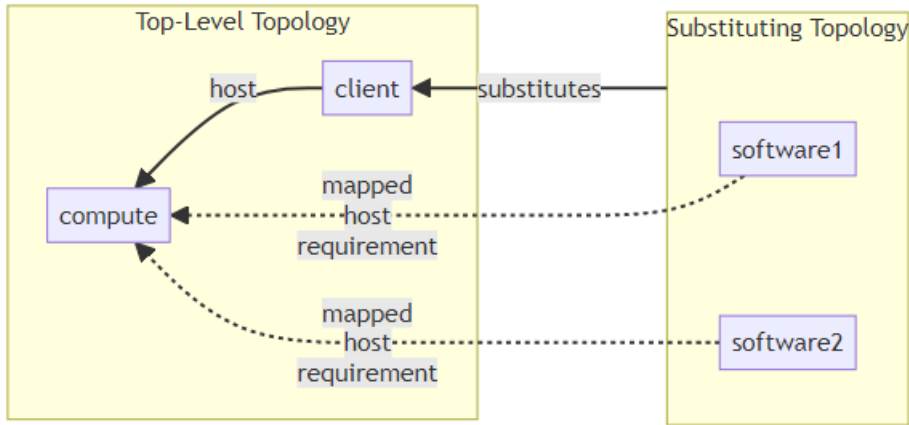 Top-Level Topology
Substituting Topology
host
client
substitutes
software1
mapped
host
requirement
compute
mapped
host
requirement
software2